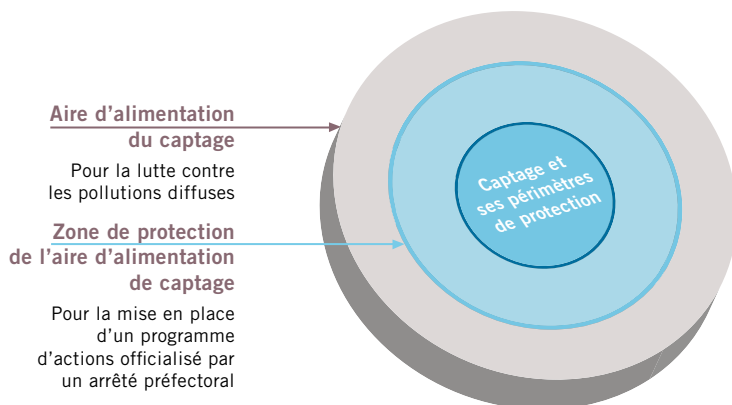 Aire d’alimentation
du captage
Pour la lutte contre
les pollutions diffuses
Zone de protection
de l’aire d’alimentation
de captage
Pour la mise en place
d’un programme
d’actions officialisé par
un arrêté préfectoral
Captage et
ses périmètres
de protection